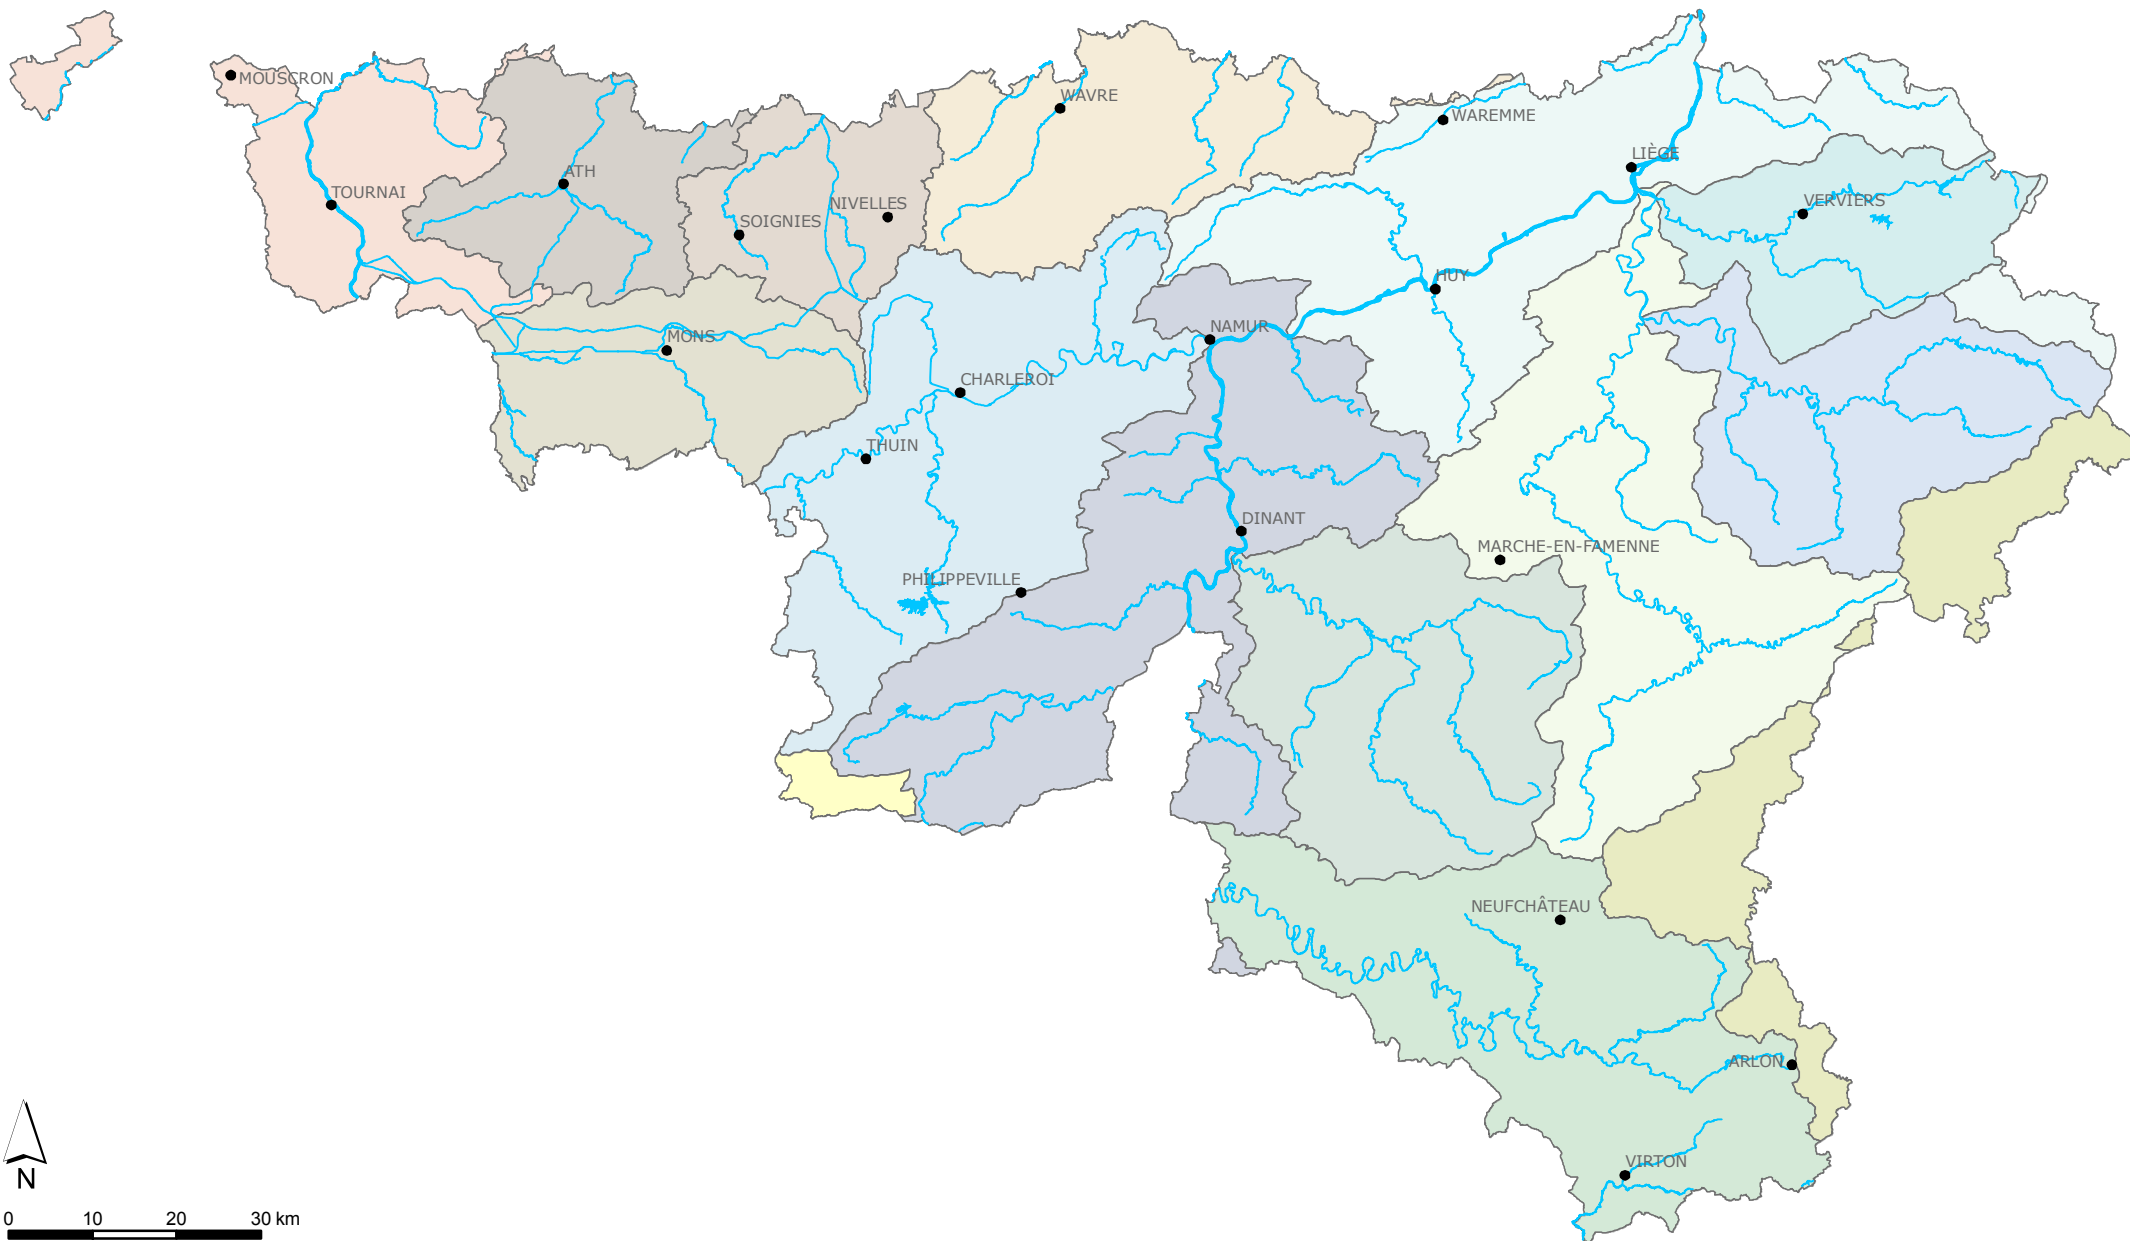 MOUSCRON
WAVRE
WAREMME
LIÈGE
ATH
TOURNAI
VERVIERS
NIVELLES
SOIGNIES
HUY
NAMUR
MONS
CHARLEROI
THUIN
DINANT
MARCHE-EN-FAMENNE
PHILIPPEVILLE
NEUFCHÂTEAU
ARLON
VIRTON
N
0 10 20 30 km